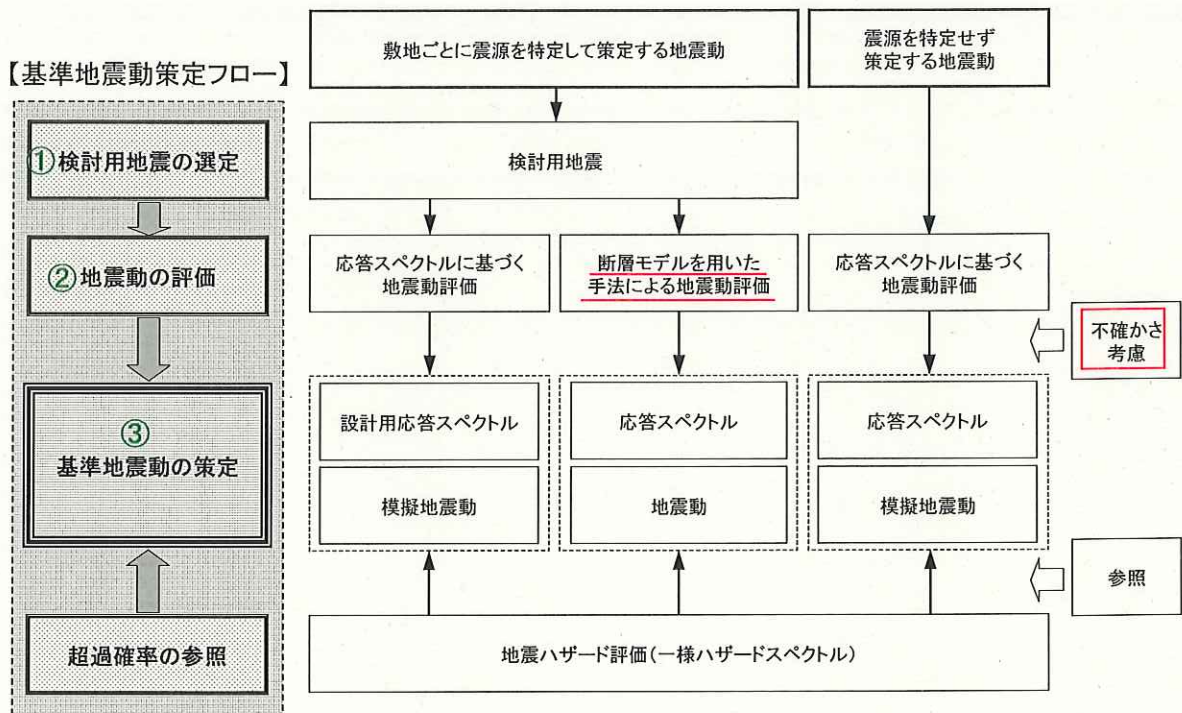 【基準地震動策定フロー】
①検討用地震の選定
②地震動の評価
③
基準地震動の策定
超過確率の参照
敷地ごとに震源を特定して策定する地震動
震源を特定せず
策定する地震動
検討用地震
応答スペクトルに基づく
地震動評価
断層モデルを用いた
手法による地震動評価
応答スペクトルに基づく
地震動評価
不確かさ
考慮
設計用応答スペクトル
応答スペクトル
応答スペクトル
模擬地震動
地震動
模擬地震動
参照
地震ハザード評価(一様ハザードスペクトル)